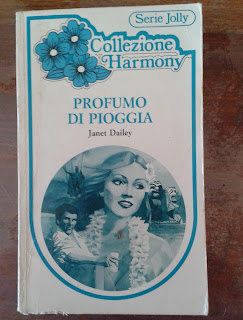 Serie Jolly
Collezione
Harmony
PROFUMO
DI PIOGGIA
Janet Dailey